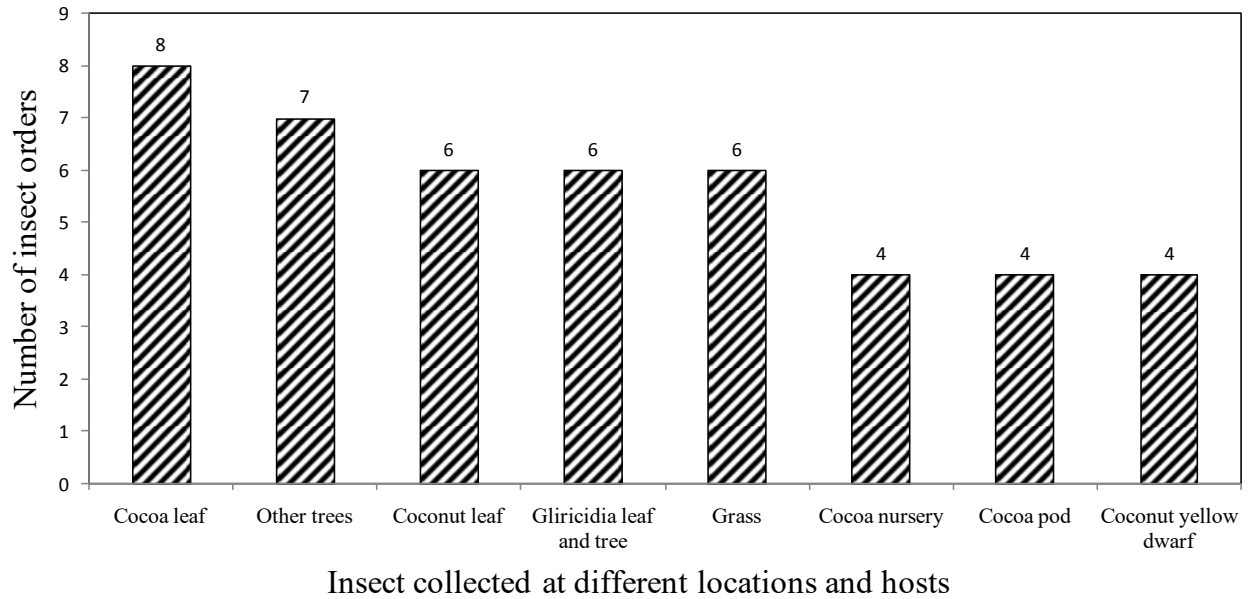 Number of insect orders
9
8
7
6
5
4
3
2
1
0
8
7
6
6
6
4
4
4
Cocoa leaf
Other trees
Coconut leaf
Gliricidia leaf
and tree
Grass
Cocoa nursery
Cocoa pod
Coconut yellow
dwarf
Insect collected at different locations and hosts